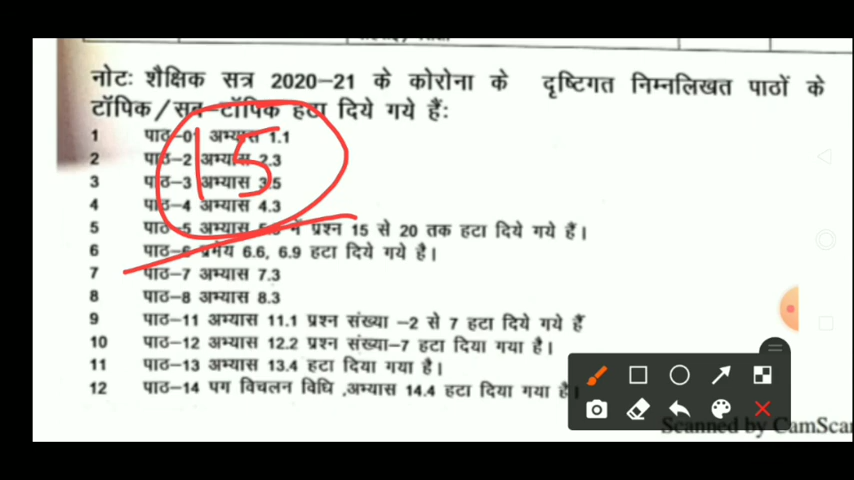 नोटः शैक्षिक सत्र 2020–21 के कोरोना के दृष्टिगत निम्नलिखत पाठों के
टॉपिक/सब–टॉपिक हटा दिये गये हैंः
1 पाठ–01 अभ्यास 1.1
2 पाठ–2 अभ्यास 2.3
3 पाठ–3 अभ्यास 3.5
4 पाठ–4 अभ्यास 4.3
5 पाठ–5 अभ्यास में प्रश्न 15 से 20 तक हटा दिये गये हैं।
6 पाठ–6 प्रमेय 6.6, 6.9 हटा दिये गये है।
7 पाठ–7 अभ्यास 7.3
8 पाठ–8 अभ्यास 8.3
9 पाठ–11 अभ्यास 11.1 प्रश्न संख्या –2 से 7 हटा दिये गये हैं
10 पाठ–12 अभ्यास 12.2 प्रश्न संख्या–7 हटा दिया गया है।
11 पाठ–13 अभ्यास 13.4 हटा दिया गया है।
12 पाठ–14 पग विचलन विधि ,अभ्यास 14.4 हटा दिया गया है।
15
Scanned by CamScan